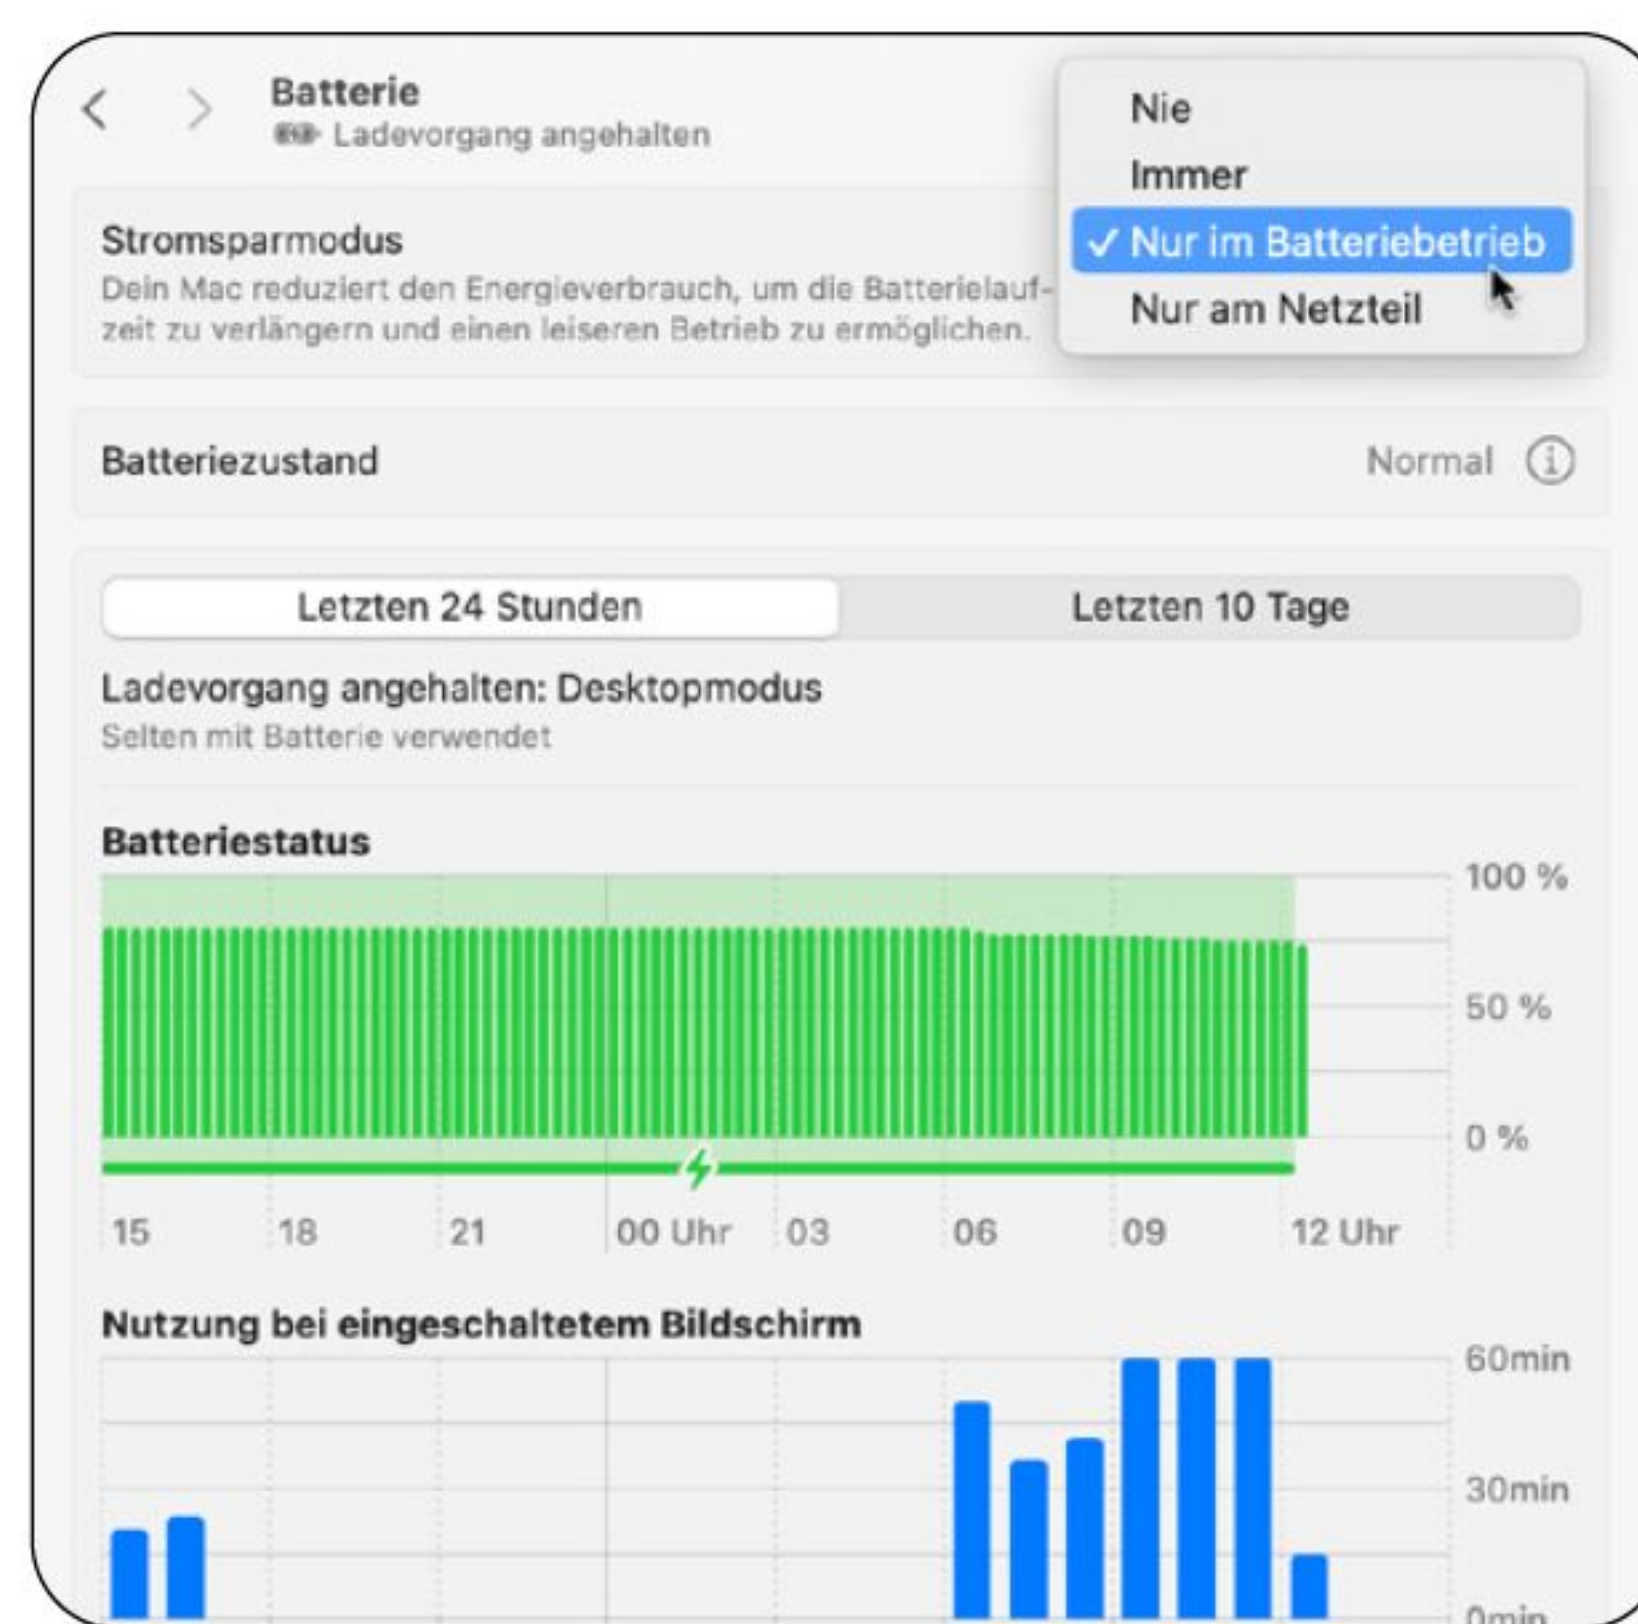 Batterie
Ladevorgang angehalten
Nie
Immer
✓ Nur im Batteriebetrieb
Nur am Netzteil
Stromsparmodus
Dein Mac reduziert den Energieverbrauch, um die Batterielauf-
zeit zu verlängern und einen leiseren Betrieb zu ermöglichen.
Batteriezustand Normal
Letzten 24 Stunden Letzten 10 Tage
Ladevorgang angehalten: Desktopmodus
Selten mit Batterie verwendet
Batteriestatus
100 %
50 %
0 %
15 18 21 00 Uhr 03 06 09 12 Uhr
Nutzung bei eingeschaltetem Bildschirm
60min
30min
0min